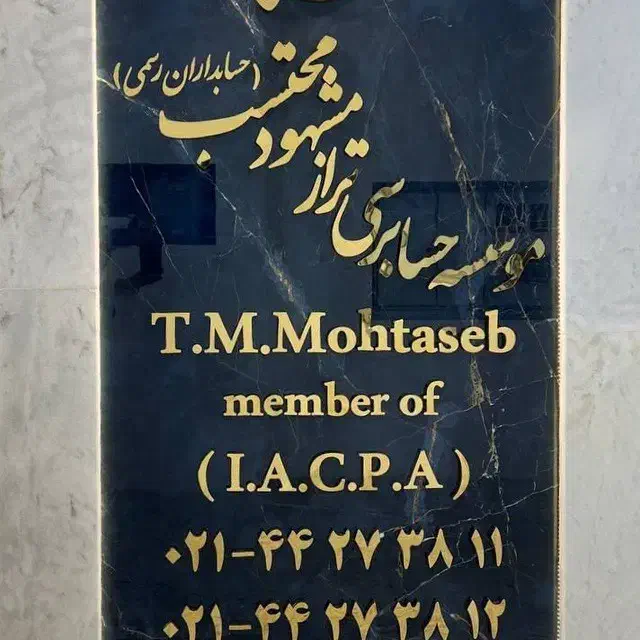 موسسه حسابرسی تراز مشهود محتسب
(حسابداران رسمی)
T.M.Mohtaseb
member of
( I.A.C.P.A )
۰۲۱-۴۴ ۲۷ ۳۸ ۱۱
۰۲۱-۴۴ ۲۷ ۳۸ ۱۲